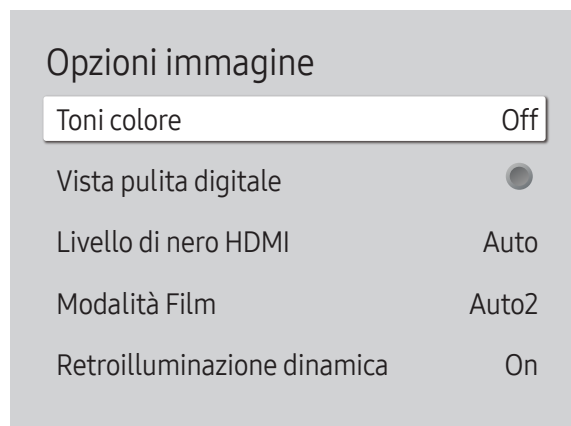 Opzioni immagine
Toni colore Off
Vista pulita digitale
Livello di nero HDMI Auto
Modalità Film Auto2
Retroilluminazione dinamica On